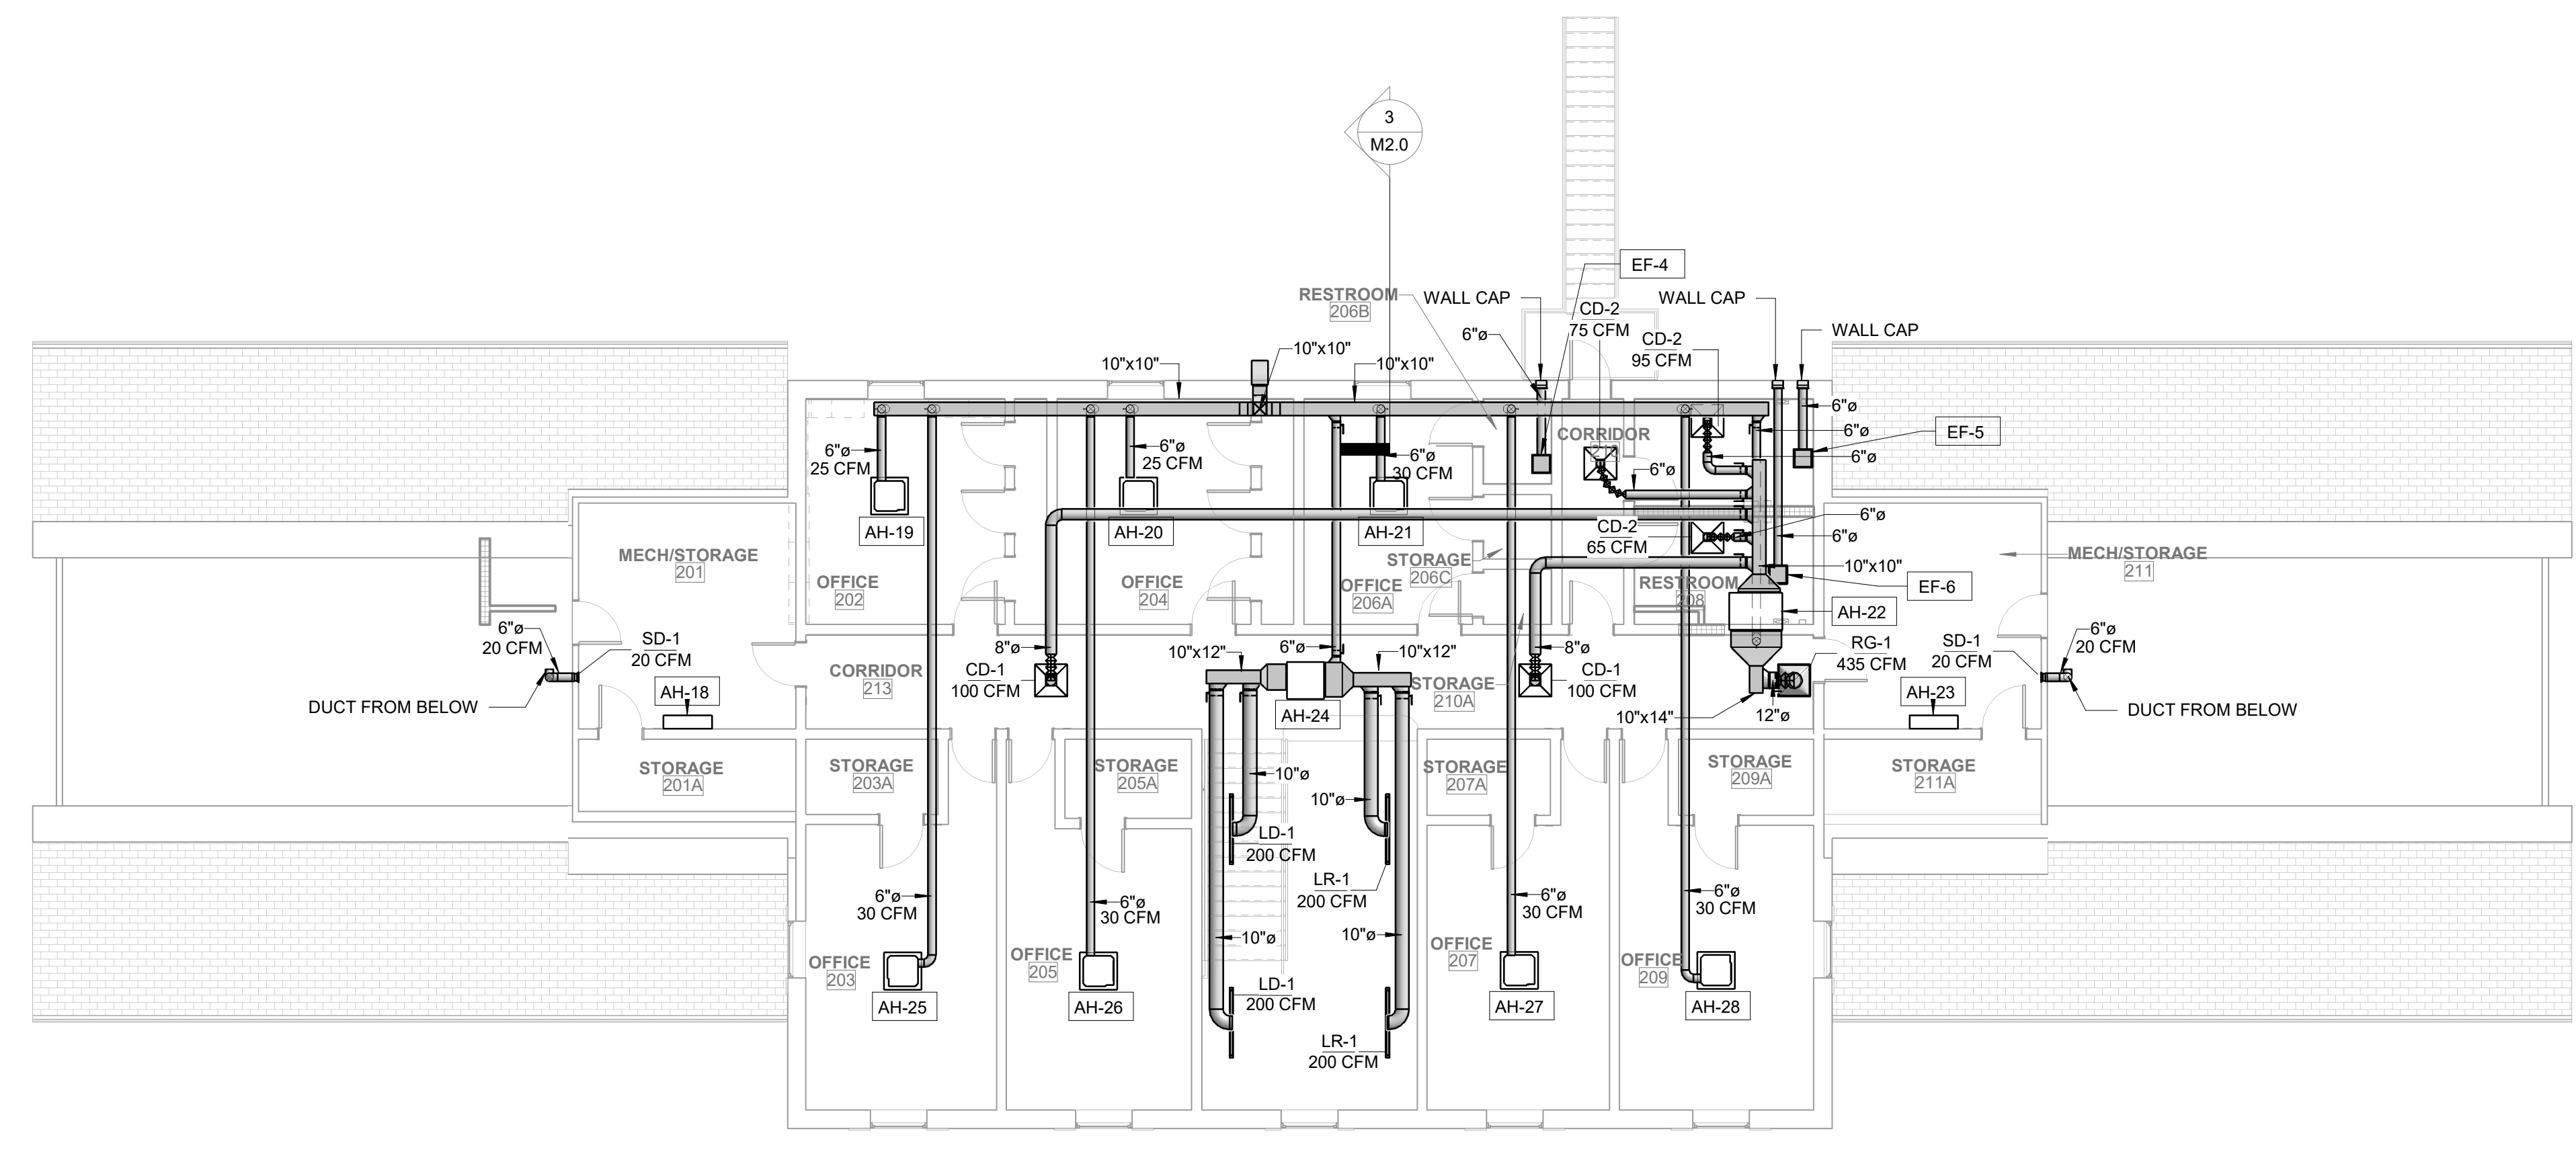 3
M2.0
EF-4
RESTROOM
206B
WALL CAP
WALL CAP
CD-2
75 CFM
WALL CAP
6"ø
CD-2
95 CFM
10"x10"
10"x10"
10"x10"
6"ø
6"ø
EF-5
6"ø
CORRIDOR
6"ø
25 CFM
6"ø
25 CFM
6"ø
30 CFM
6"ø
AH-19
AH-20
AH-21
CD-2
65 CFM
6"ø
6"ø
MECH/STORAGE
201
OFFICE
202
OFFICE
204
STORAGE
206C
OFFICE
206A
RESTROOM
208
10"x10"
EF-6
MECH/STORAGE
211
AH-22
6"ø
20 CFM
SD-1
20 CFM
8"ø
6"ø
10"x12"
10"x12"
8"ø
RG-1
435 CFM
SD-1
20 CFM
6"ø
20 CFM
CORRIDOR
213
CD-1
100 CFM
STORAGE
210A
CD-1
100 CFM
AH-18
AH-23
DUCT FROM BELOW
AH-24
10"x14"
12"ø
DUCT FROM BELOW
STORAGE
201A
STORAGE
203A
STORAGE
205A
10"ø
10"ø
STORAGE
207A
STORAGE
209A
STORAGE
211A
LD-1
200 CFM
LR-1
200 CFM
6"ø
30 CFM
6"ø
30 CFM
6"ø
30 CFM
6"ø
30 CFM
10"ø
10"ø
OFFICE
203
OFFICE
205
OFFICE
207
OFFICE
209
LD-1
200 CFM
AH-25
AH-26
AH-27
AH-28
LR-1
200 CFM